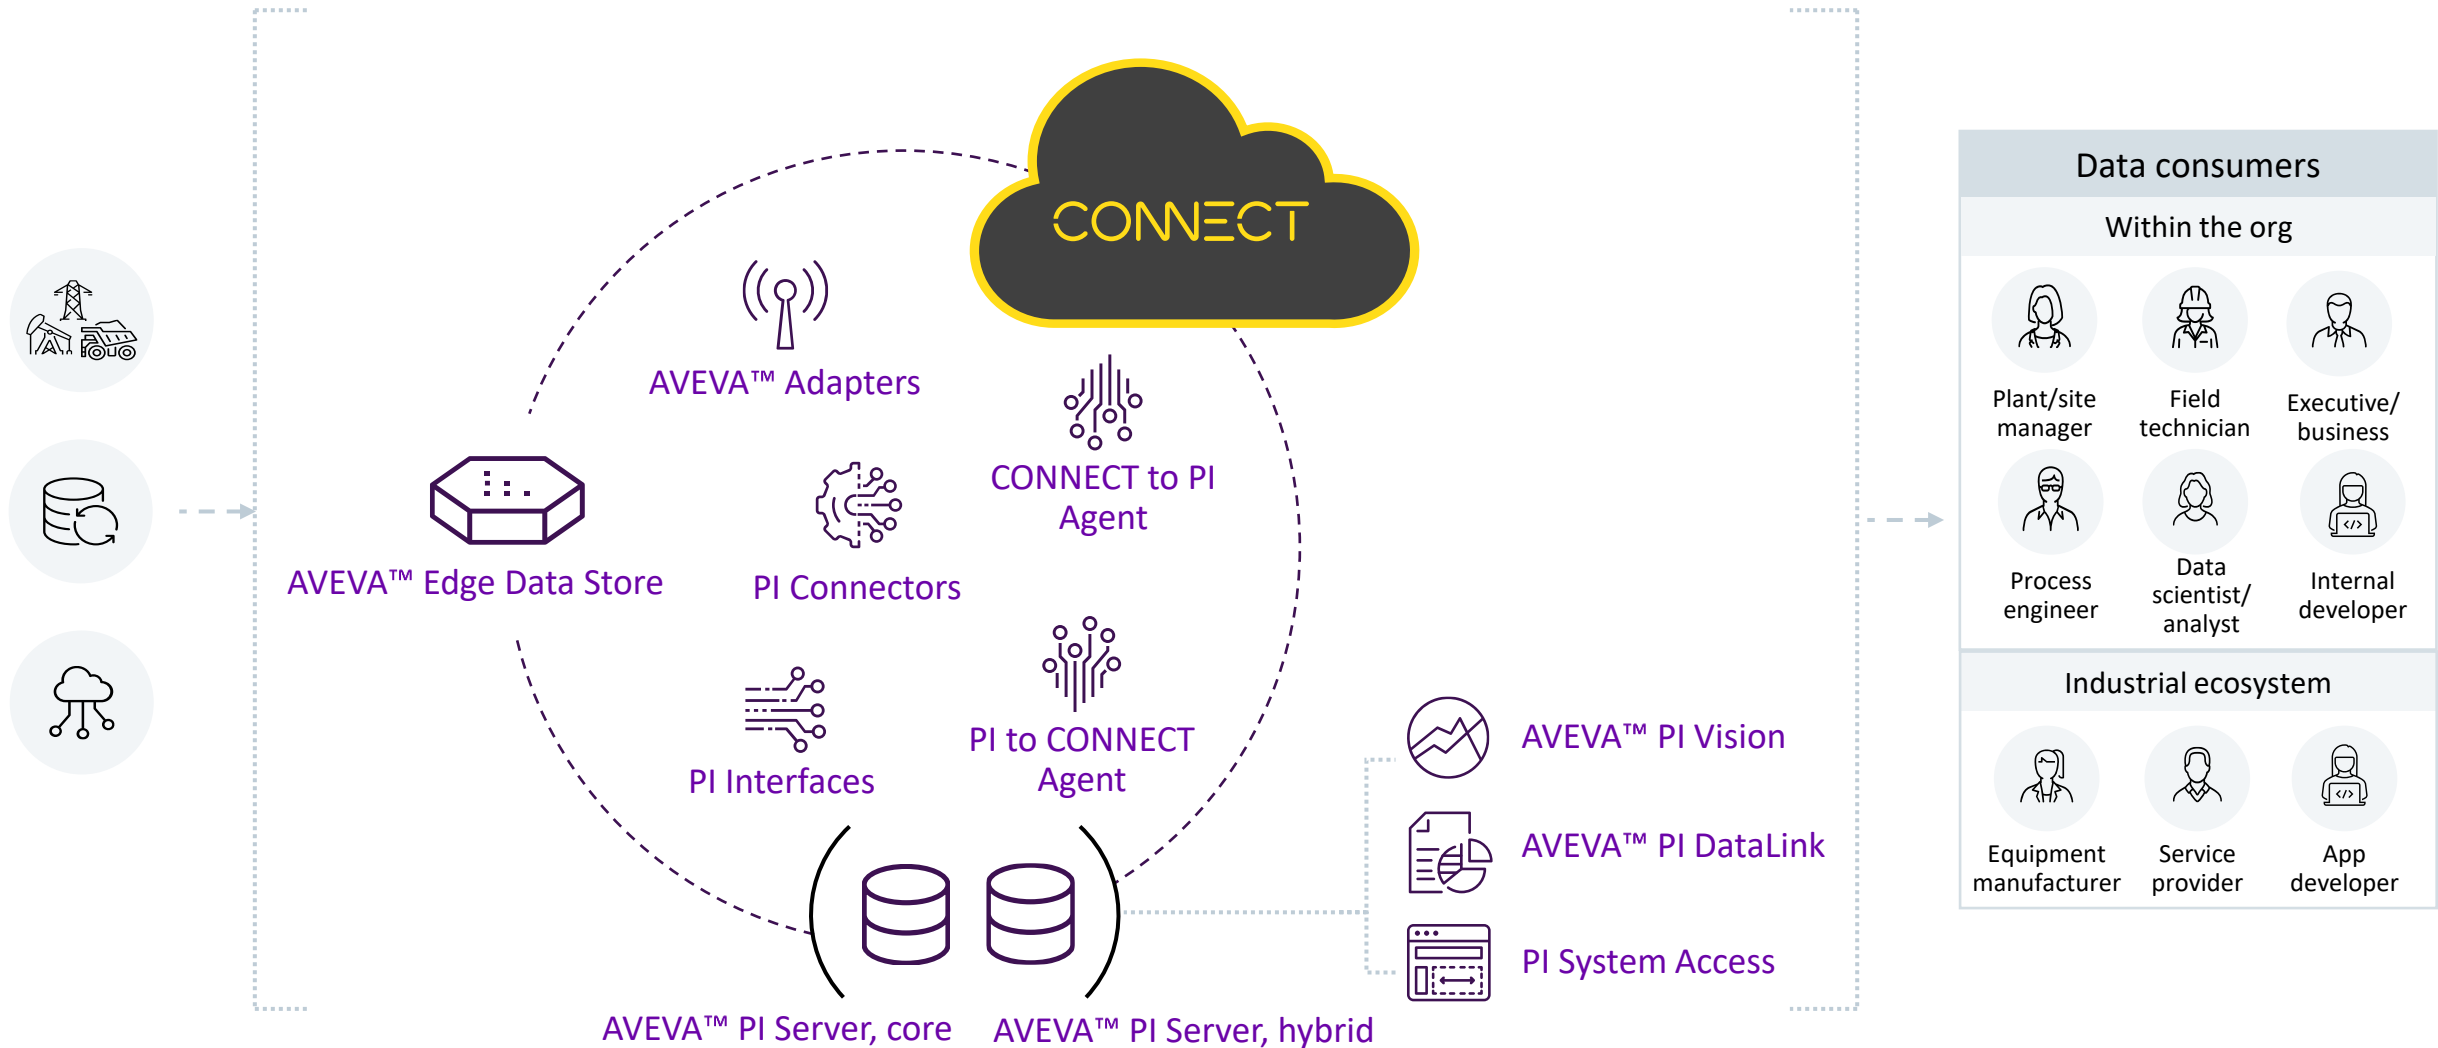 CONNECT
AVEVA™ Adapters
CONNECT to PI
Agent
AVEVA™ Edge Data Store
PI Connectors
PI to CONNECT
Agent
PI Interfaces
AVEVA™ PI Server, core
AVEVA™ PI Server, hybrid
AVEVA™ PI Vision
AVEVA™ PI DataLink
PI System Access
Data consumers
Within the org
Plant/site
manager
Field
technician
Executive/
business
Process
engineer
Data
scientist/
analyst
Internal
developer
Industrial ecosystem
Equipment
manufacturer
Service
provider
App
developer